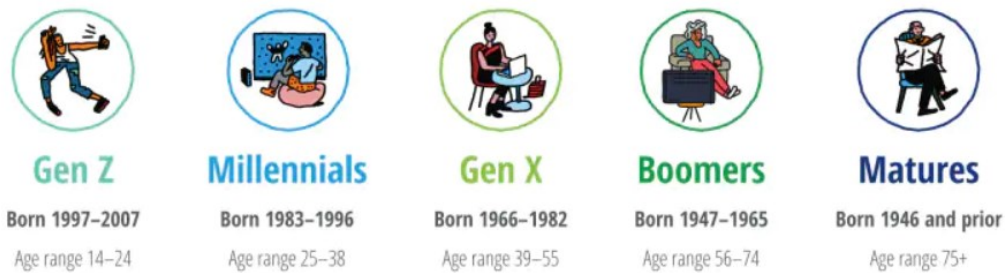 Gen Z
Born 1997–2007
Age range 14–24
Millennials
Born 1983–1996
Age range 25–38
Gen X
Born 1966–1982
Age range 39–55
Boomers
Born 1947–1965
Age range 56–74
Matures
Born 1946 and prior
Age range 75+